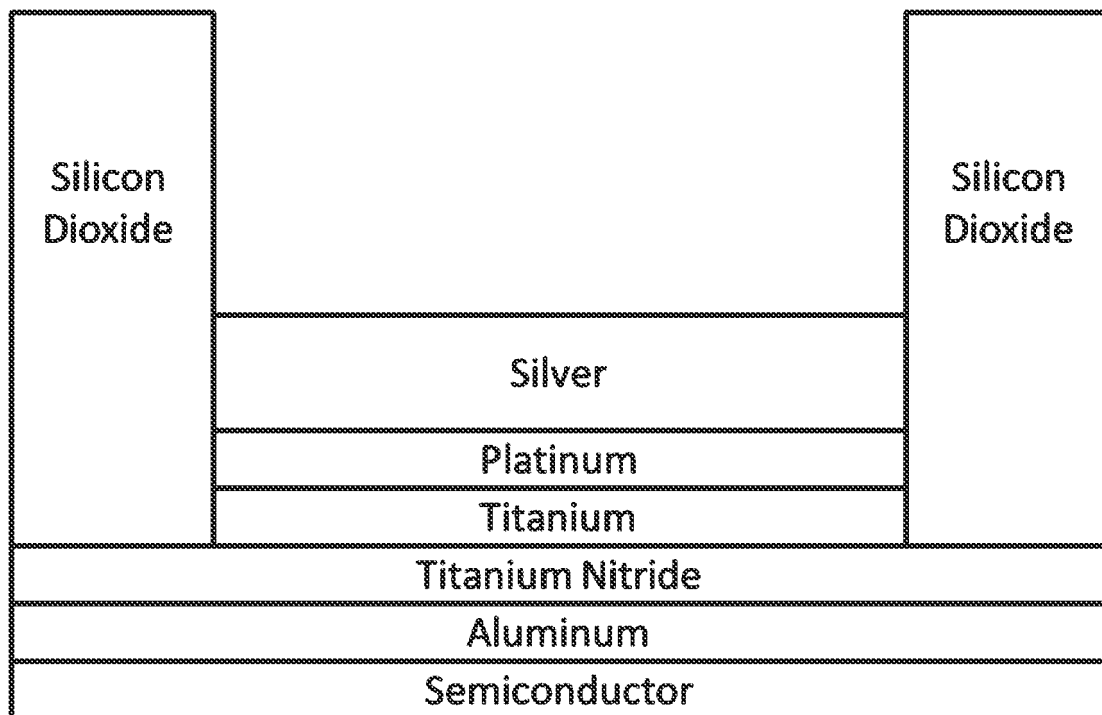 Silicon
Dioxide
Silicon
Dioxide
Silver
Platinum
Titanium
Titanium Nitride
Aluminum
Semiconductor